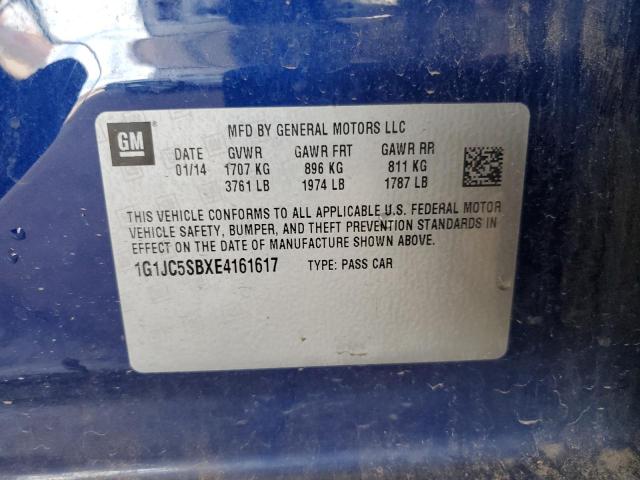 GM
MFD BY GENERAL MOTORS LLC
DATE GVWR GAWR FRT GAWR RR
01/14 1707 KG 896 KG 811 KG
3761 LB 1974 LB 1787 LB
THIS VEHICLE CONFORMS TO ALL APPLICABLE U.S. FEDERAL MOTOR
VEHICLE SAFETY, BUMPER, AND THEFT PREVENTION STANDARDS IN
EFFECT ON THE DATE OF MANUFACTURE SHOWN ABOVE.
1G1JC5SBXE4161617 TYPE: PASS CAR